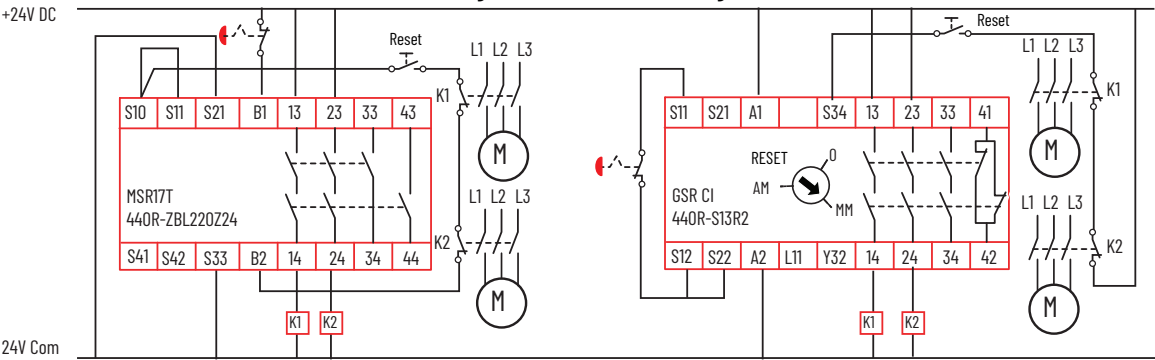 +24V DC
Reset
L1 L2 L3
K1
S10 S11 S21 B1 13 23 33 43
M
MSR17T
440R-ZBL220Z24
L1 L2 L3
K2
S41 S42 S33 B2 14 24 34 44
M
K1 K2
24V Com
Reset
L1 L2 L3
K1
S11 S21 A1 S34 13 23 33 41
M
RESET
0
AM
MM
GSR CI
440R-S13R2
L1 L2 L3
K2
S12 S22 A2 L11 Y32 14 24 34 42
M
K1 K2